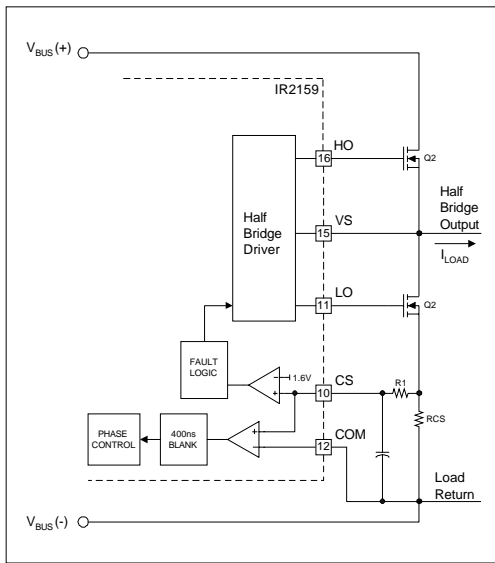 V_BUS(+)
IR2159
HO
16
Q2
Half
Bridge
Driver
VS
15
Half
Bridge
Output
I_LOAD
LO
11
Q2
FAULT
LOGIC
1.6V
CS
10
R1
RCS
PHASE
CONTROL
400ns
BLANK
COM
12
Load
Return
V_BUS(-)